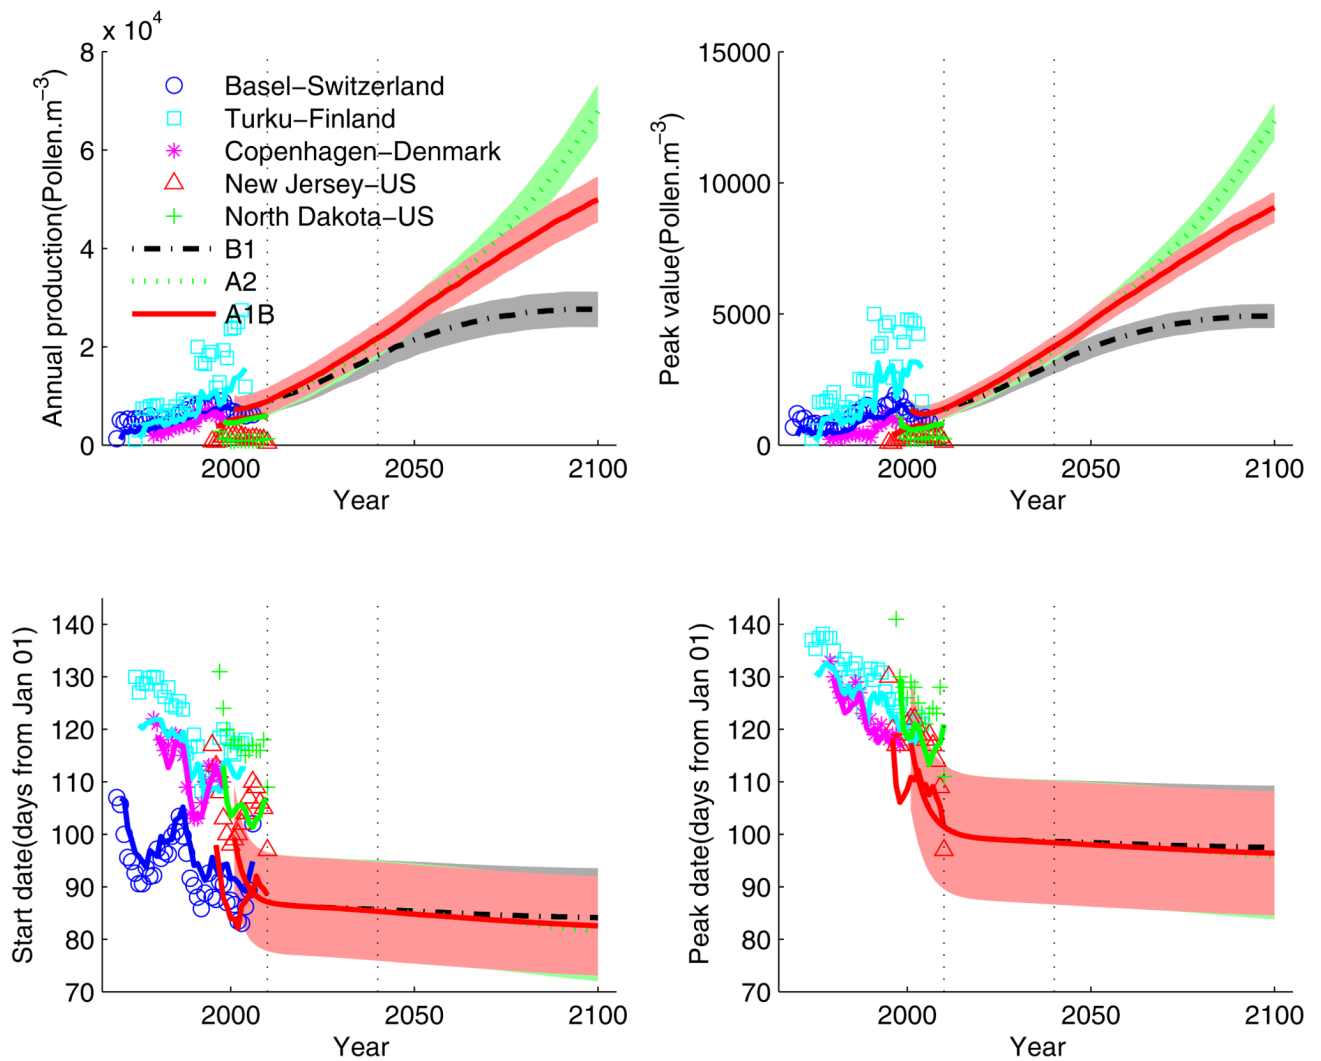 x 10^4
8
6
4
2
0
Annual production(Pollen.m^−3)
Basel−Switzerland
Turku−Finland
Copenhagen−Denmark
New Jersey−US
North Dakota−US
B1
A2
A1B
2000 2050 2100
Year
15000
10000
5000
0
Peak value(Pollen.m^−3)
2000 2050 2100
Year
140
130
120
110
100
90
80
70
Start date(days from Jan 01)
2000 2050 2100
Year
140
130
120
110
100
90
80
70
Peak date(days from Jan 01)
2000 2050 2100
Year